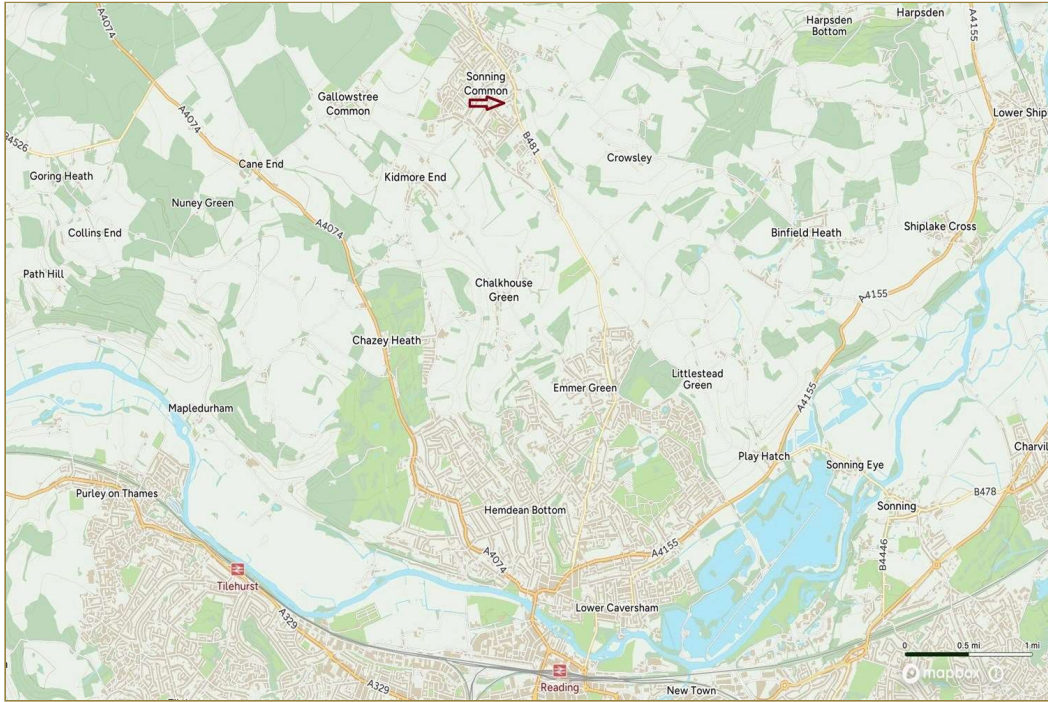 A4074
Harpsden
Bottom
Harpsden
A4155
Sonning
Common
Gallowstree
Common
A4074
Lower Ship
B481
B4526
Cane End
Crowsley
Goring Heath
Kidmore End
Nuney Green
A4074
Collins End
Binfield Heath
Shiplake Cross
Path Hill
Chalkhouse
Green
A4155
Chazey Heath
Littlestead
Green
Emmer Green
A4155
Mapledurham
Charvil
Play Hatch
Sonning Eye
Purley on Thames
B478
Sonning
Hemdean Bottom
A4155
A4074
B4446
Tilehurst
Lower Caversham
A329
0 0.5 mi 1 mi
mapbox
Reading
A329
New Town